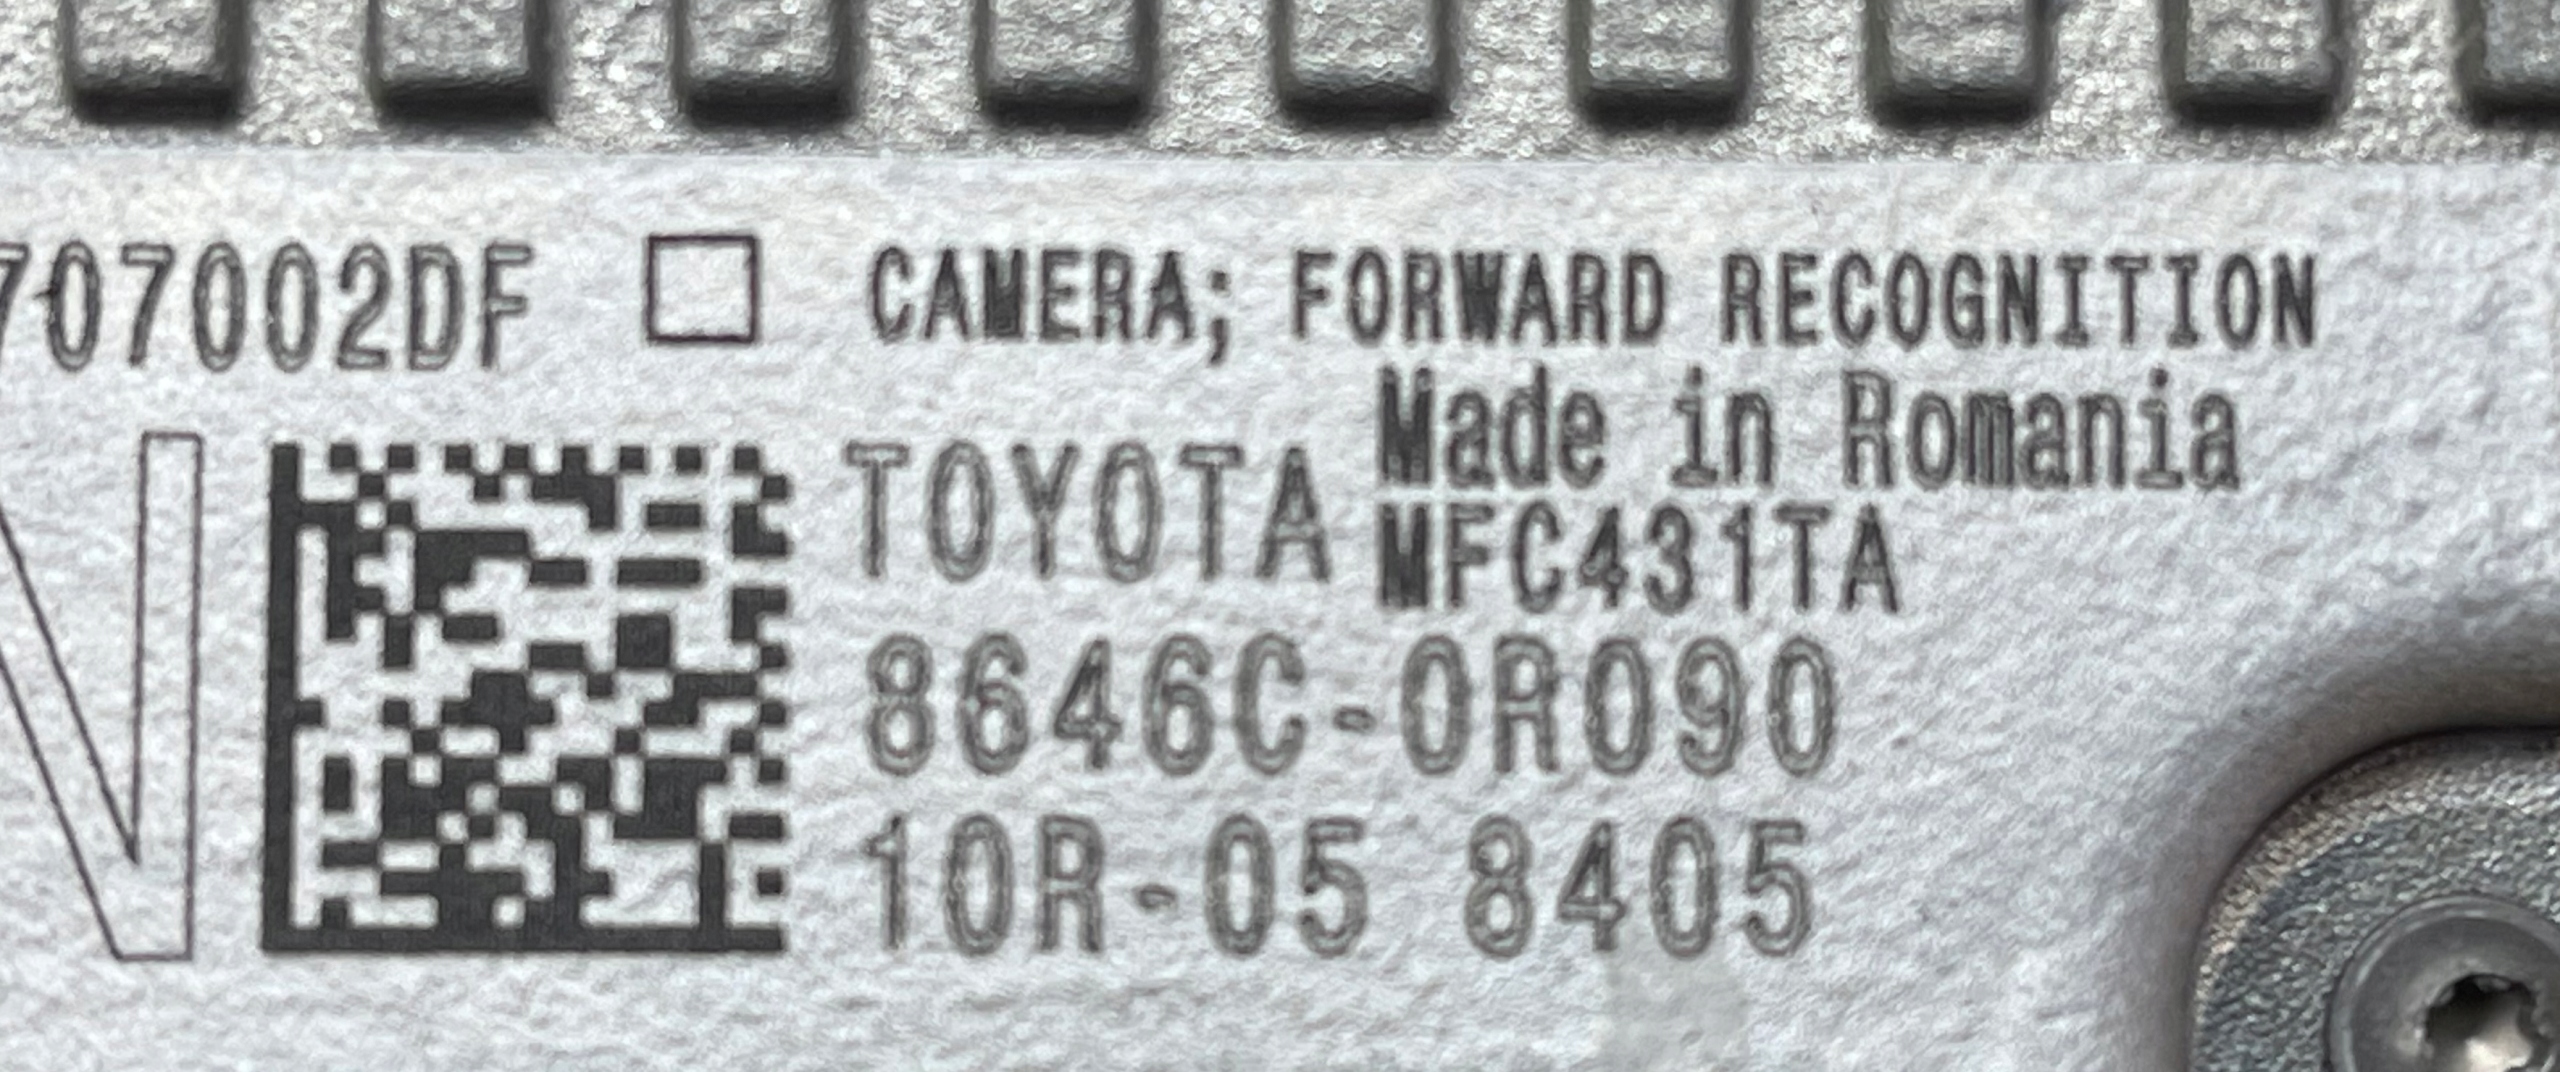 707002DF
CAMERA; FORWARD RECOGNITION
Made in Romania
TOYOTA
MFC431TA
8646C-0R090
10R-05 8405